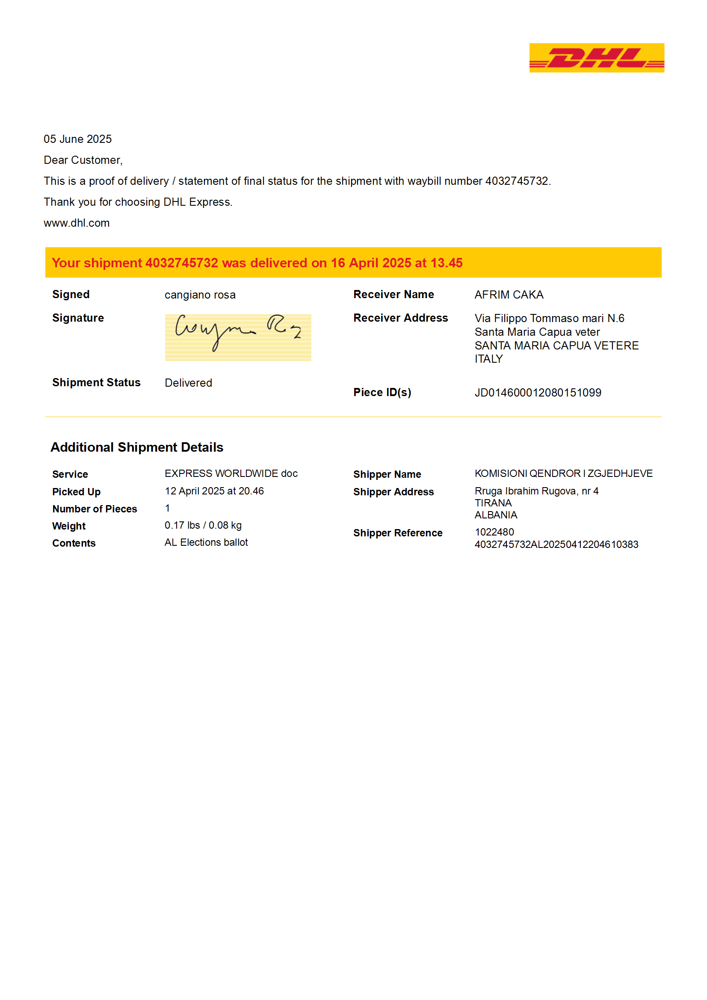 DHL
05 June 2025
Dear Customer,
This is a proof of delivery / statement of final status for the shipment with waybill number 4032745732.
Thank you for choosing DHL Express.
www.dhl.com
Your shipment 4032745732 was delivered on 16 April 2025 at 13.45
Signed cangiano rosa
Signature
Shipment Status Delivered
Receiver Name AFRIM CAKA
Receiver Address Via Filippo Tommaso mari N.6
Santa Maria Capua veter
SANTA MARIA CAPUA VETERE
ITALY
Piece ID(s) JD014600012080151099
Additional Shipment Details
Service EXPRESS WORLDWIDE doc
Picked Up 12 April 2025 at 20.46
Number of Pieces 1
Weight 0.17 lbs / 0.08 kg
Contents AL Elections ballot
Shipper Name KOMISIONI QENDROR I ZGJEDHJEVE
Shipper Address Rruga Ibrahim Rugova, nr 4
TIRANA
ALBANIA
Shipper Reference 1022480
4032745732AL20250412204610383